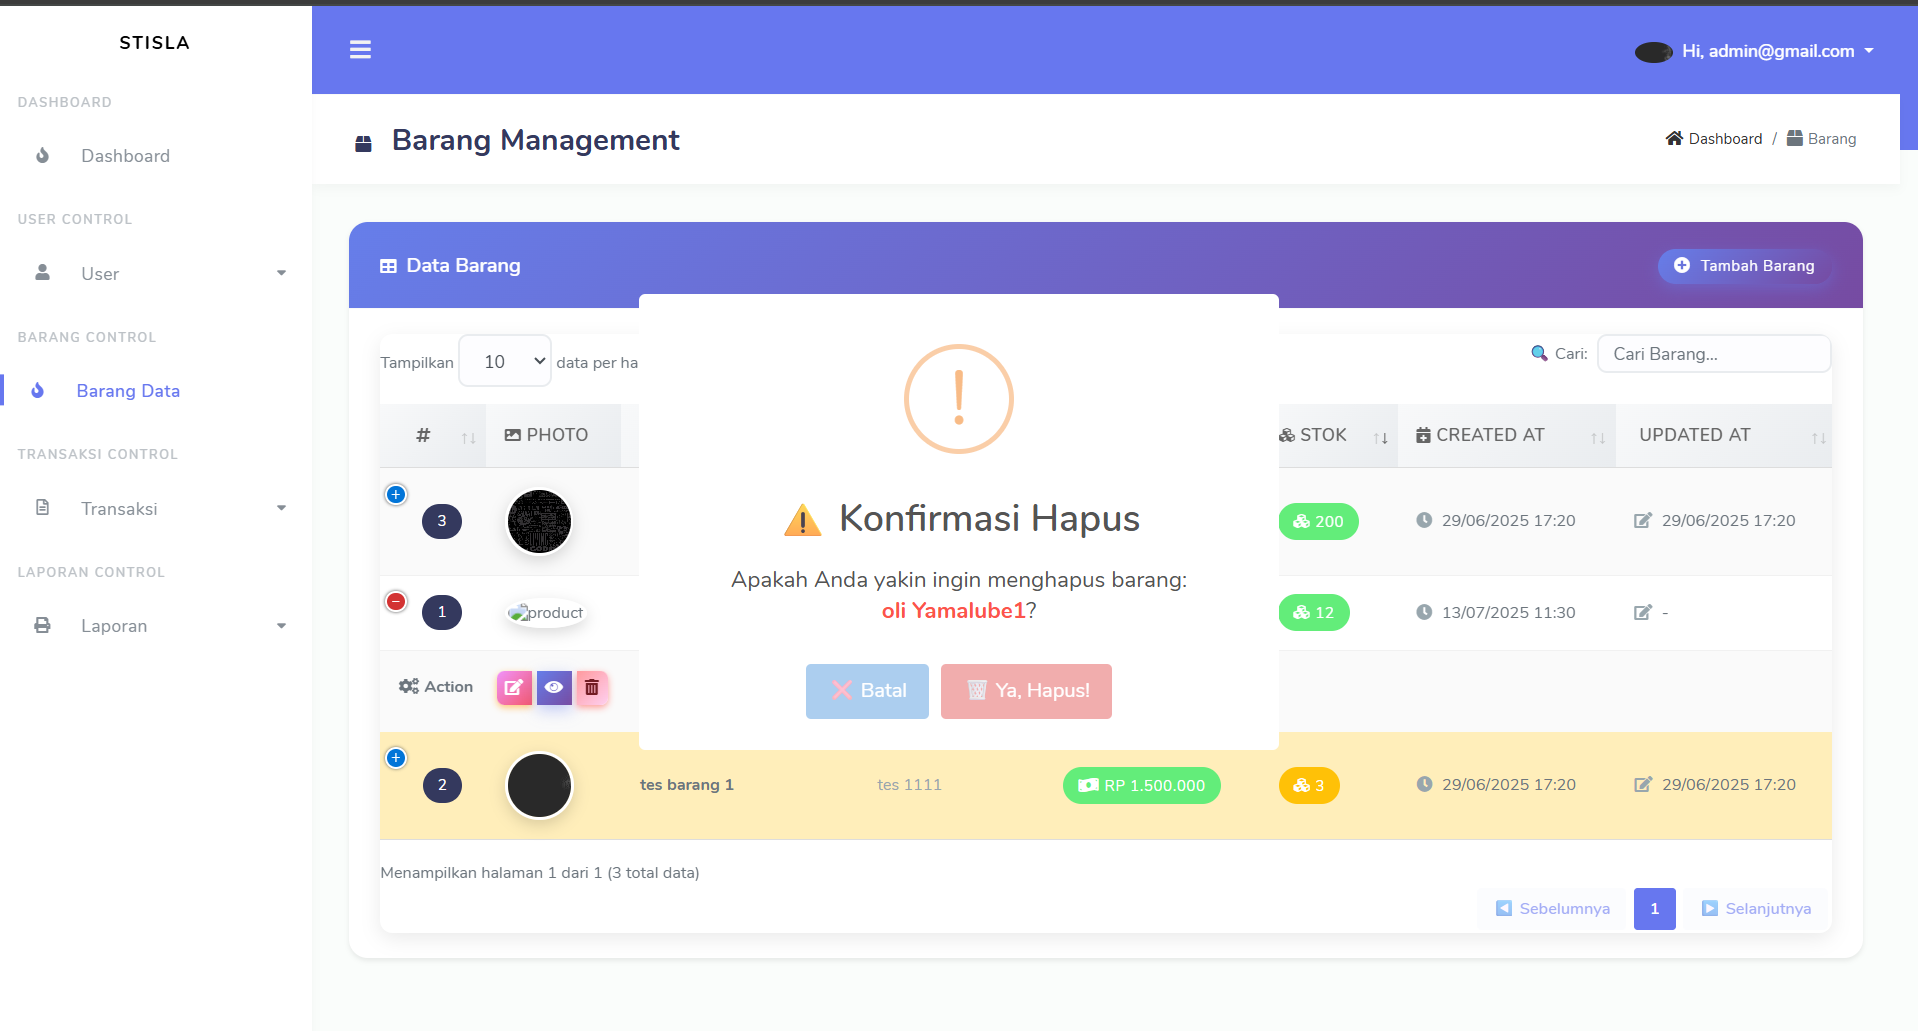 STISLA
DASHBOARD
Dashboard
USER CONTROL
User
BARANG CONTROL
Barang Data
TRANSAKSI CONTROL
Transaksi
LAPORAN CONTROL
Laporan
Hi, admin@gmail.com
Barang Management
Dashboard / Barang
Data Barang
Tambah Barang
Tampilkan 10 data per ha
Cari: Cari Barang...
# PHOTO STOK CREATED AT UPDATED AT
3 200 29/06/2025 17:20 29/06/2025 17:20
1 product 12 13/07/2025 11:30 -
Action
2 tes barang 1 tes 1111 RP 1.500.000 3 29/06/2025 17:20 29/06/2025 17:20
Konfirmasi Hapus
Apakah Anda yakin ingin menghapus barang:
oli Yamalube1?
Batal Ya, Hapus!
Menampilkan halaman 1 dari 1 (3 total data)
Sebelumnya 1 Selanjutnya